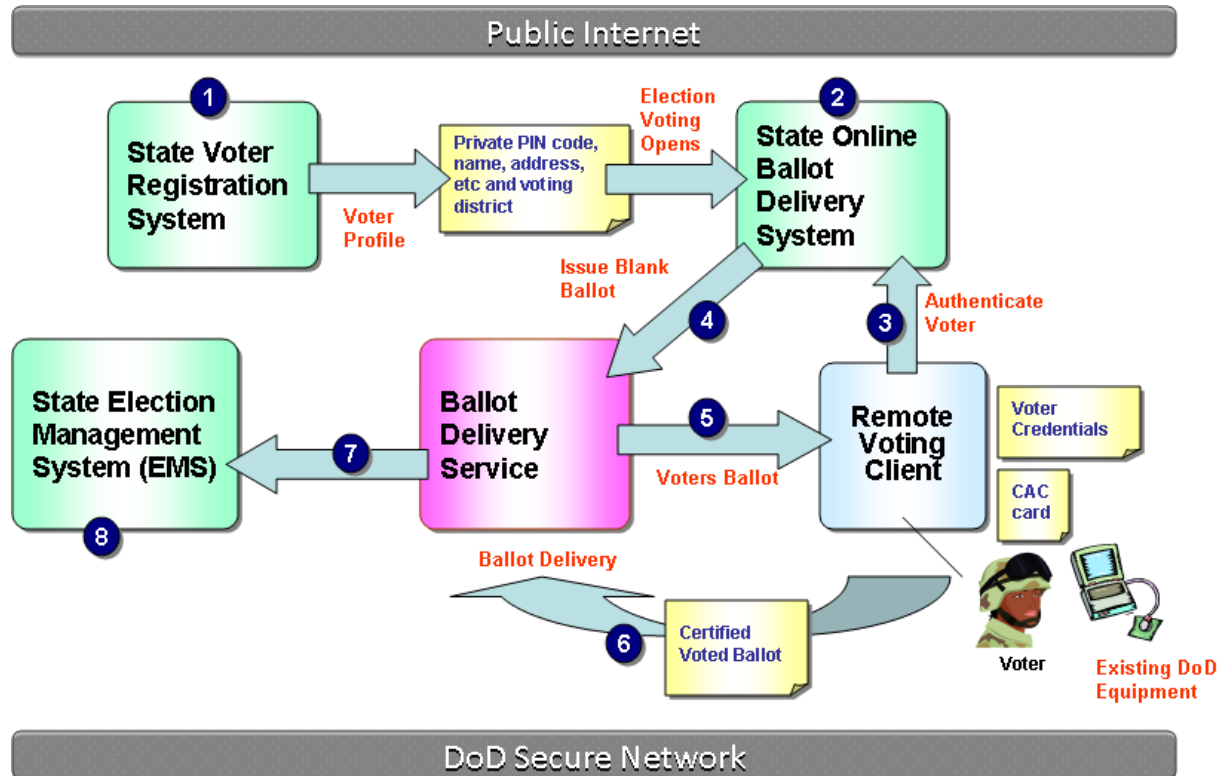 Public Internet
1
State Voter
Registration
System
Voter
Profile
Private PIN code,
name, address,
etc and voting
district
Election
Voting
Opens
2
State Online
Ballot
Delivery
System
3
Authenticate
Voter
Issue Blank
Ballot
4
State Election
Management
System (EMS)
8
7
Ballot
Delivery
Service
5
Voters Ballot
Remote
Voting
Client
Voter
Credentials
CAC
card
Ballot Delivery
6
Certified
Voted Ballot
Voter
Existing DoD
Equipment
DoD Secure Network